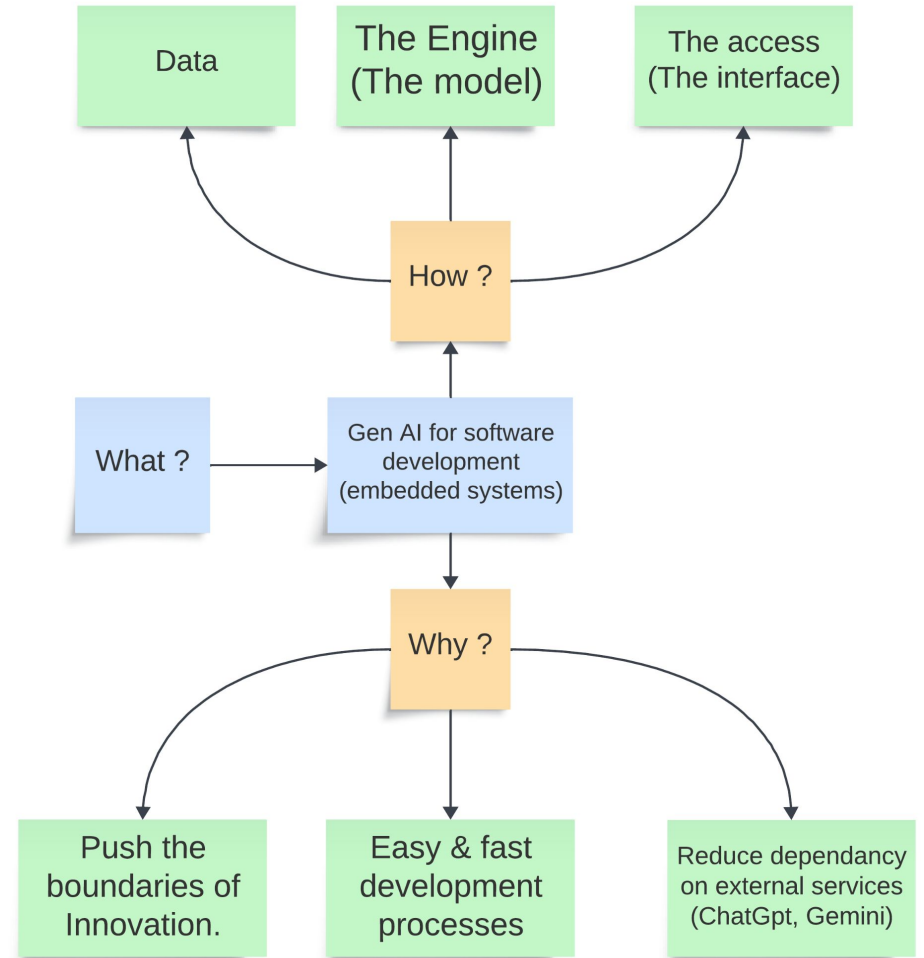 Data
The Engine
(The model)
The access
(The interface)
How ?
What ?
Gen AI for software
development
(embedded systems)
Why ?
Push the
boundaries of
Innovation.
Easy & fast
development
processes
Reduce dependancy
on external services
(ChatGpt, Gemini)